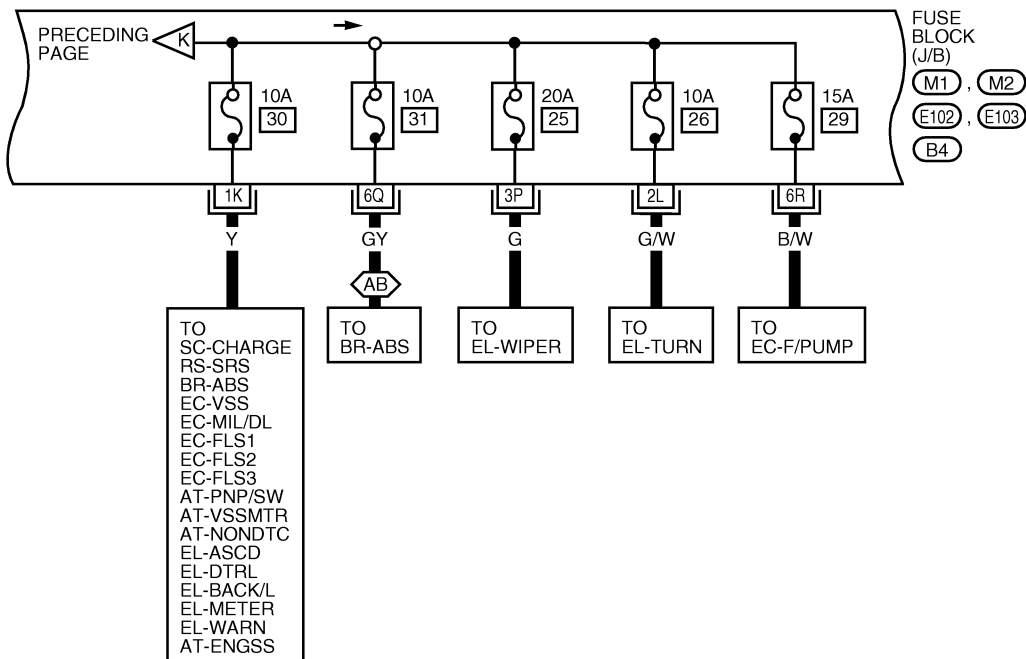 PRECEDING
PAGE
K
FUSE
BLOCK
(J/B)
M1 , M2
E102 , E103
B4
10A
30
10A
31
20A
25
10A
26
15A
29
1K
6Q
3P
2L
6R
Y
GY
G
G/W
B/W
AB
TO
SC-CHARGE
RS-SRS
BR-ABS
EC-VSS
EC-MIL/DL
EC-FLS1
EC-FLS2
EC-FLS3
AT-PNP/SW
AT-VSSMTR
AT-NONDTC
EL-ASCD
EL-DTRL
EL-BACK/L
EL-METER
EL-WARN
AT-ENGSS
TO
BR-ABS
TO
EL-WIPER
TO
EL-TURN
TO
EC-F/PUMP